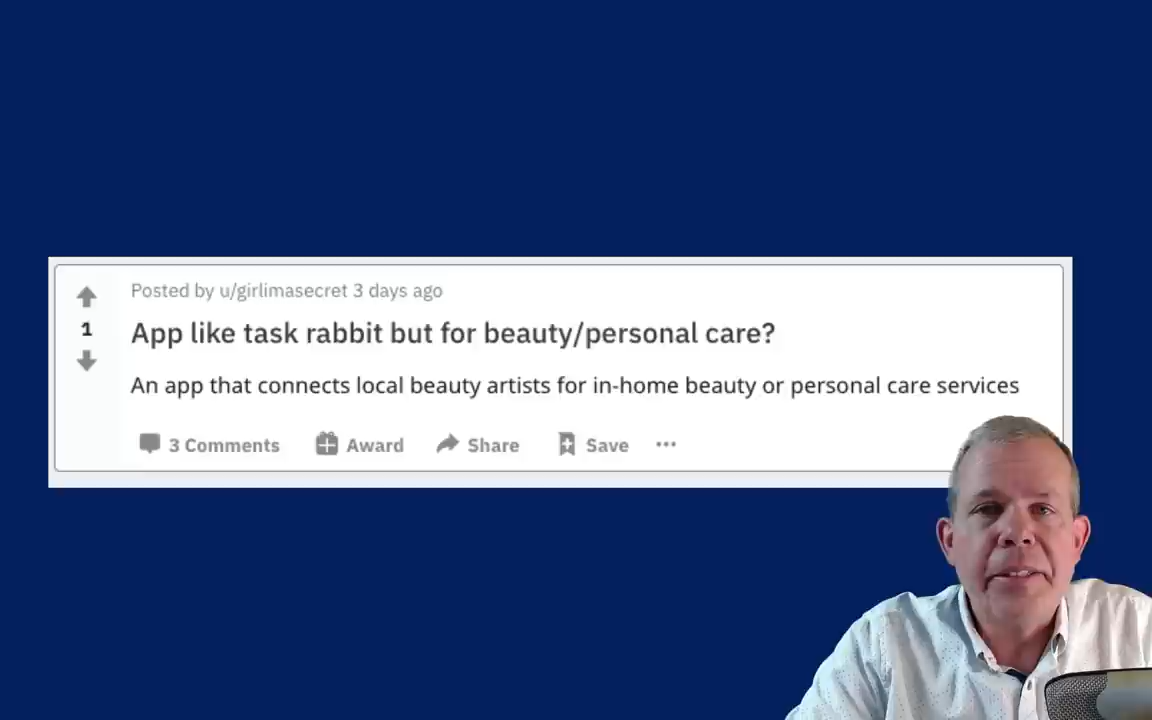 Posted by u/girlimasecret 3 days ago
1
App like task rabbit but for beauty/personal care?
An app that connects local beauty artists for in-home beauty or personal care services
3 Comments Award Share Save ...